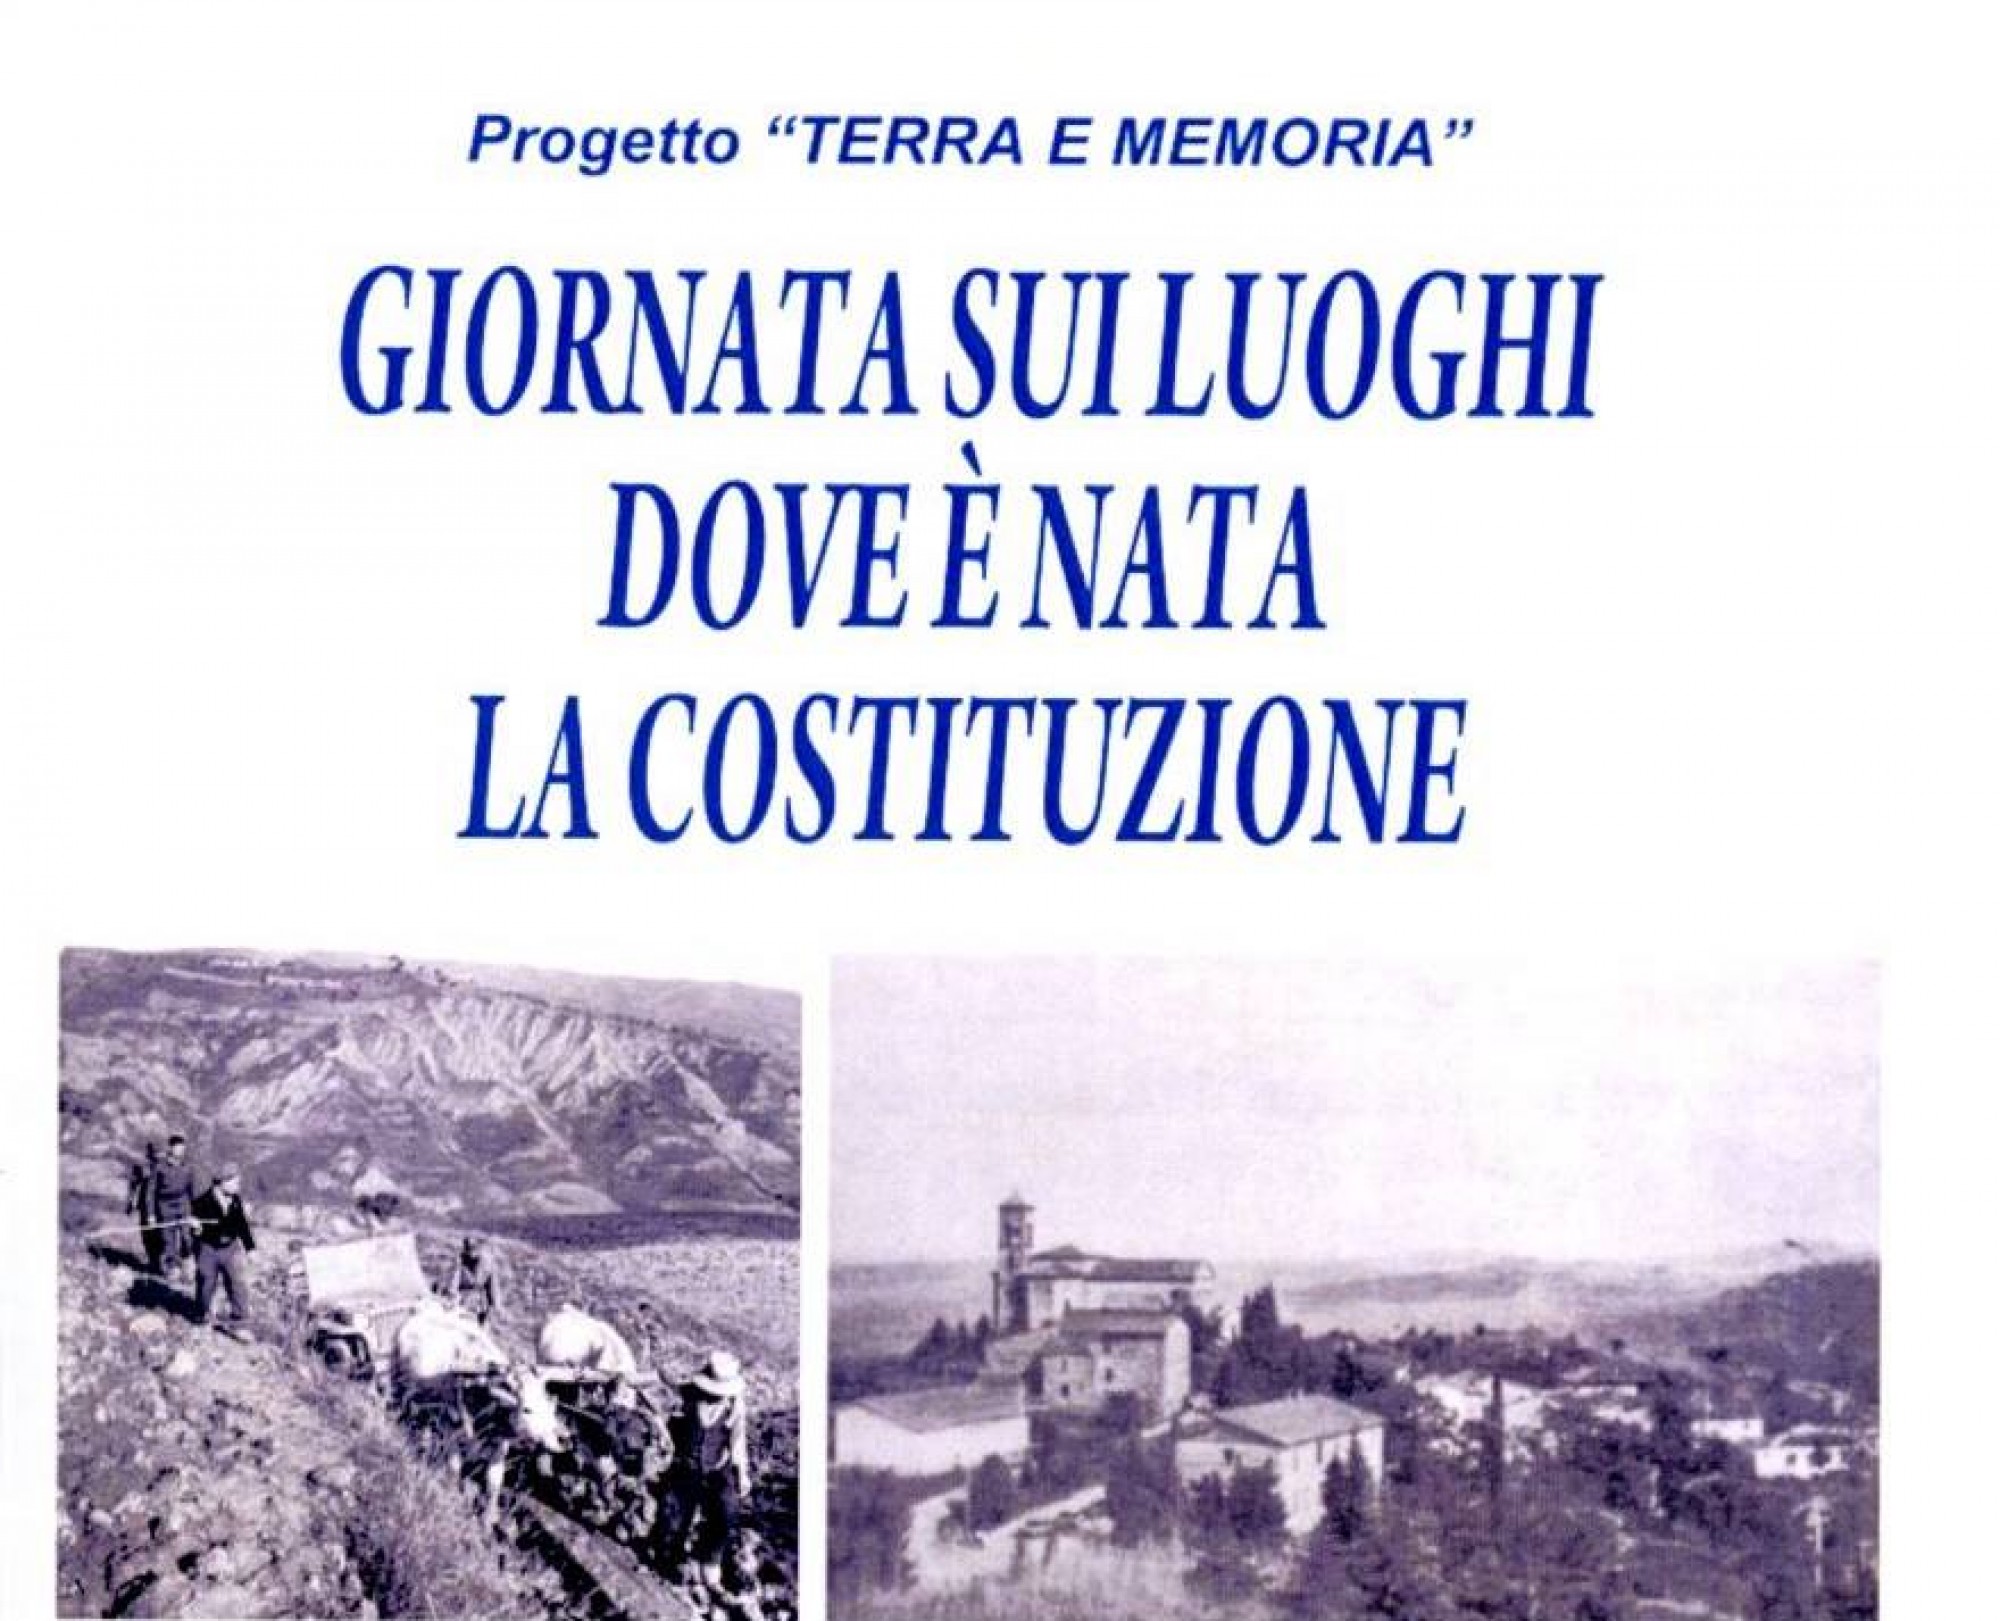 Progetto “TERRA E MEMORIA”
GIORNATA SUI LUOGHI
DOVE È NATA
LA COSTITUZIONE